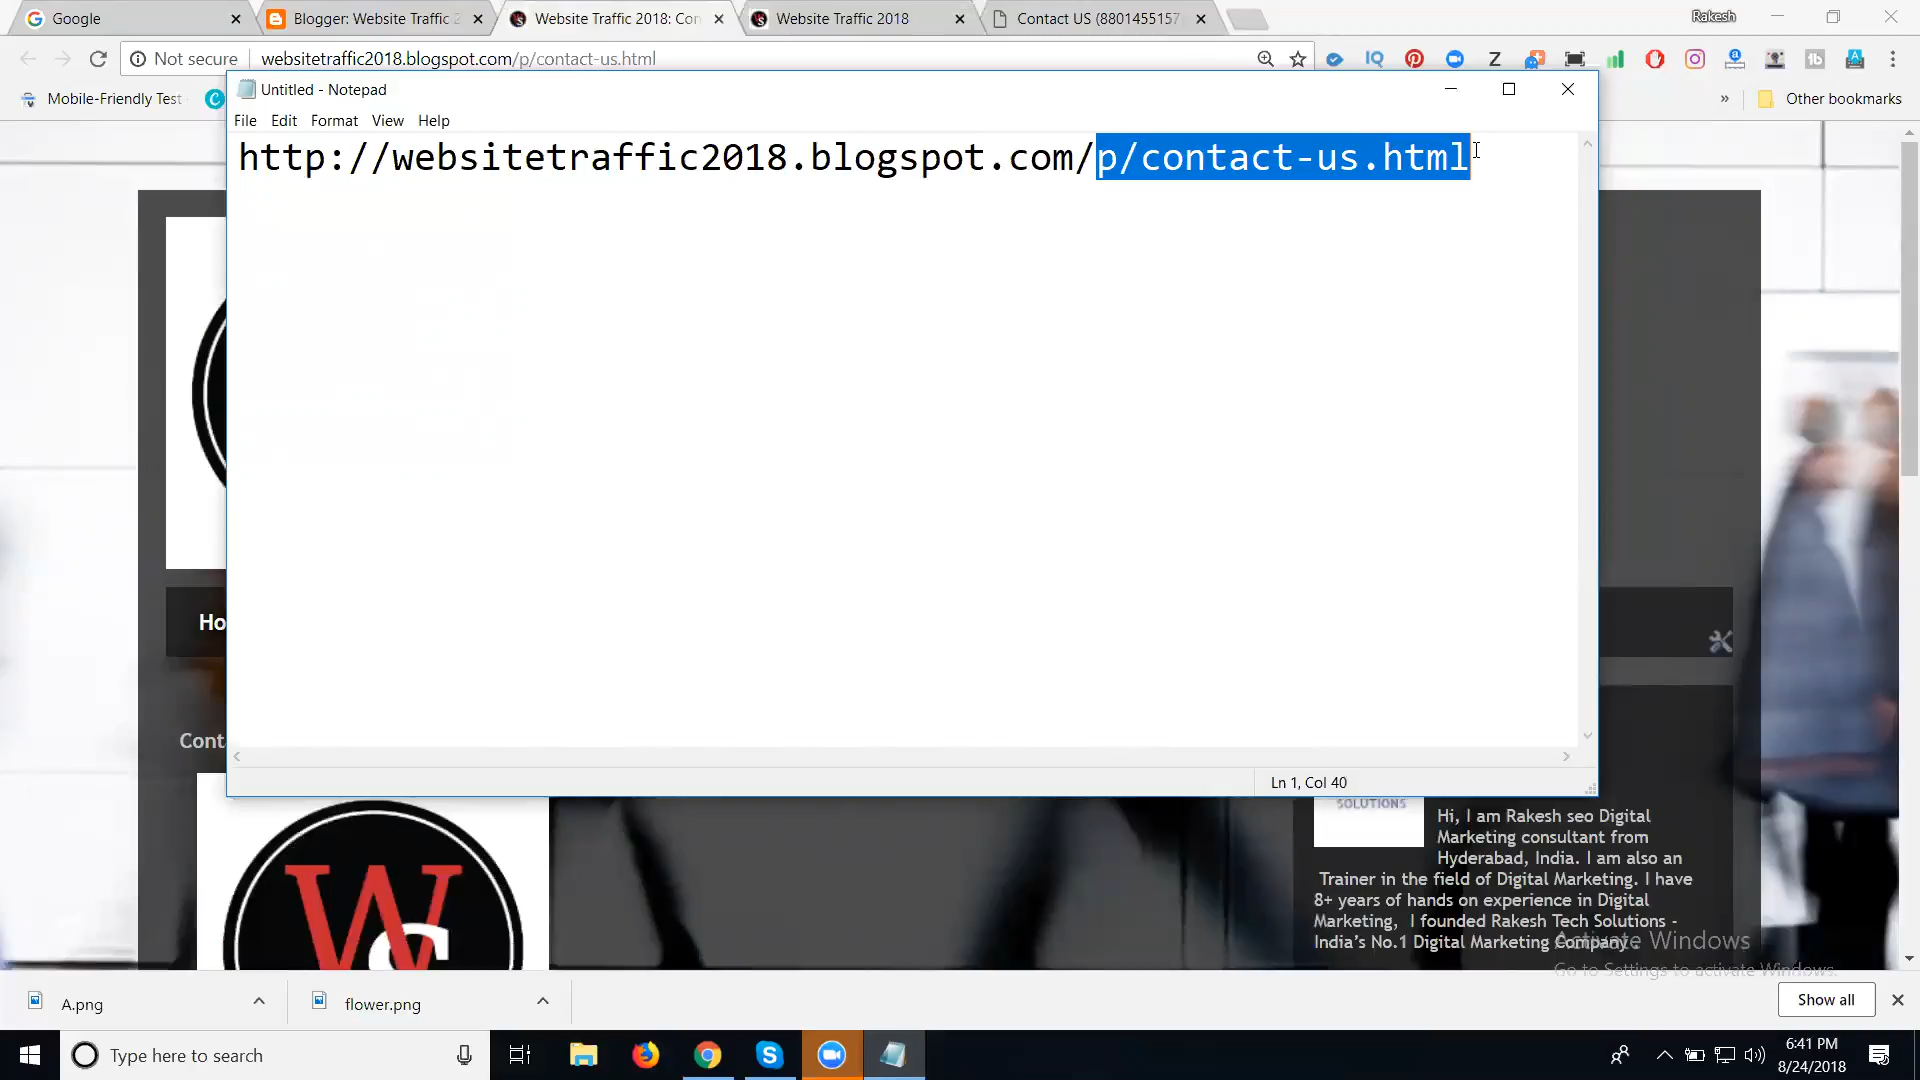 Google
Blogger: Website Traffic 2
Website Traffic 2018: Con
Website Traffic 2018
Contact US (8801455157
Rakesh
Not secure
websitetraffic2018.blogspot.com/p/contact-us.html
IQ
Z
Mobile-Friendly Test
»
Other bookmarks
Untitled - Notepad
File
Edit
Format
View
Help
http://websitetraffic2018.blogspot.com/p/contact-us.html
Ho
Cont
Ln 1, Col 40
SOLUTIONS
Hi, I am Rakesh seo Digital
Marketing consultant from
Hyderabad, India. I am also an
Trainer in the field of Digital Marketing. I have
8+ years of hands on experience in Digital
Marketing, I founded Rakesh Tech Solutions -
India's No.1 Digital Marketing Company.
Activate Windows
Go to Settings to activate Windows.
A.png
flower.png
Show all
Type here to search
6:41 PM
8/24/2018